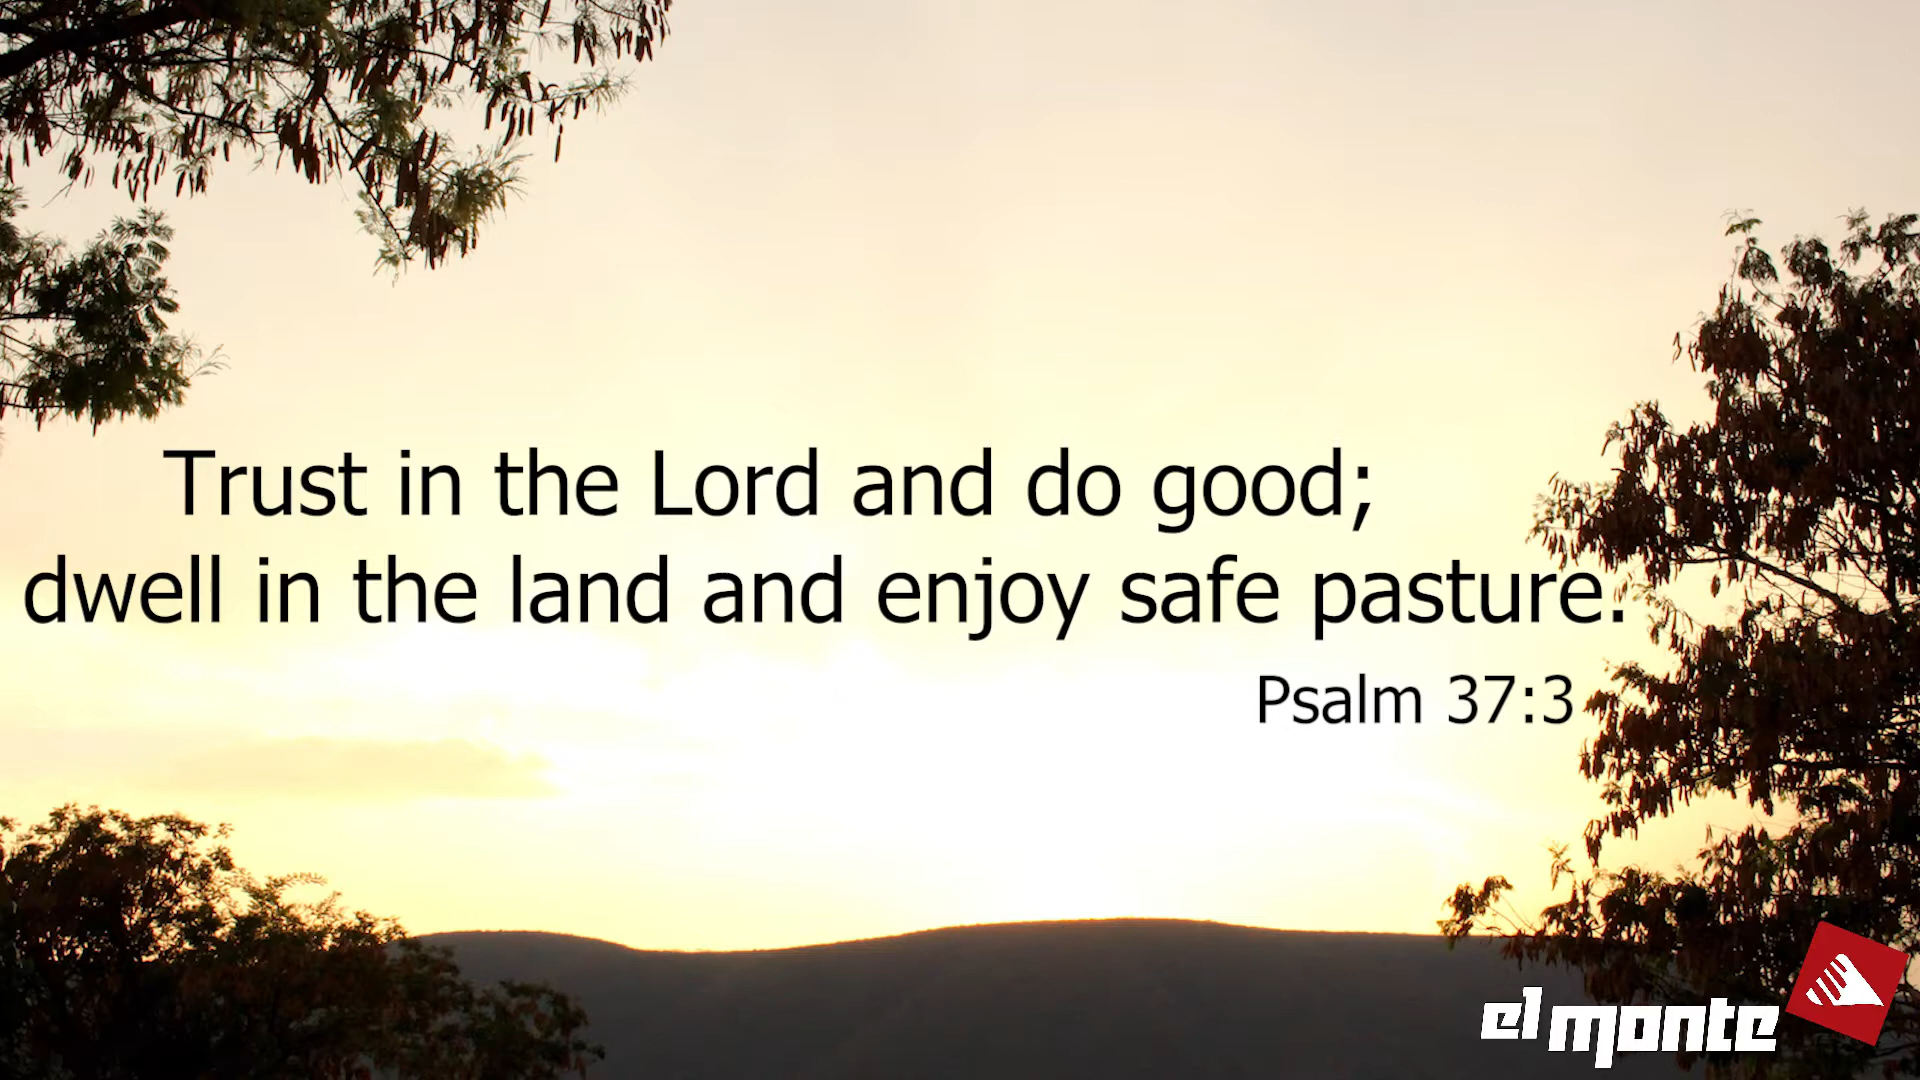 Trust in the Lord and do good;
dwell in the land and enjoy safe pasture.
Psalm 37:3
el monte